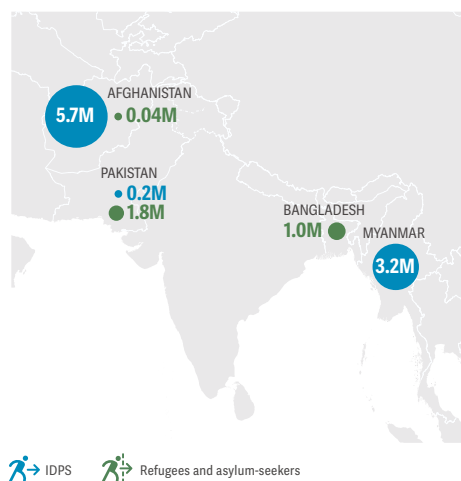 AFGHANISTAN
5.7M
0.04M
PAKISTAN
0.2M
1.8M
BANGLADESH
1.0M
MYANMAR
3.2M
IDPS
Refugees and asylum-seekers